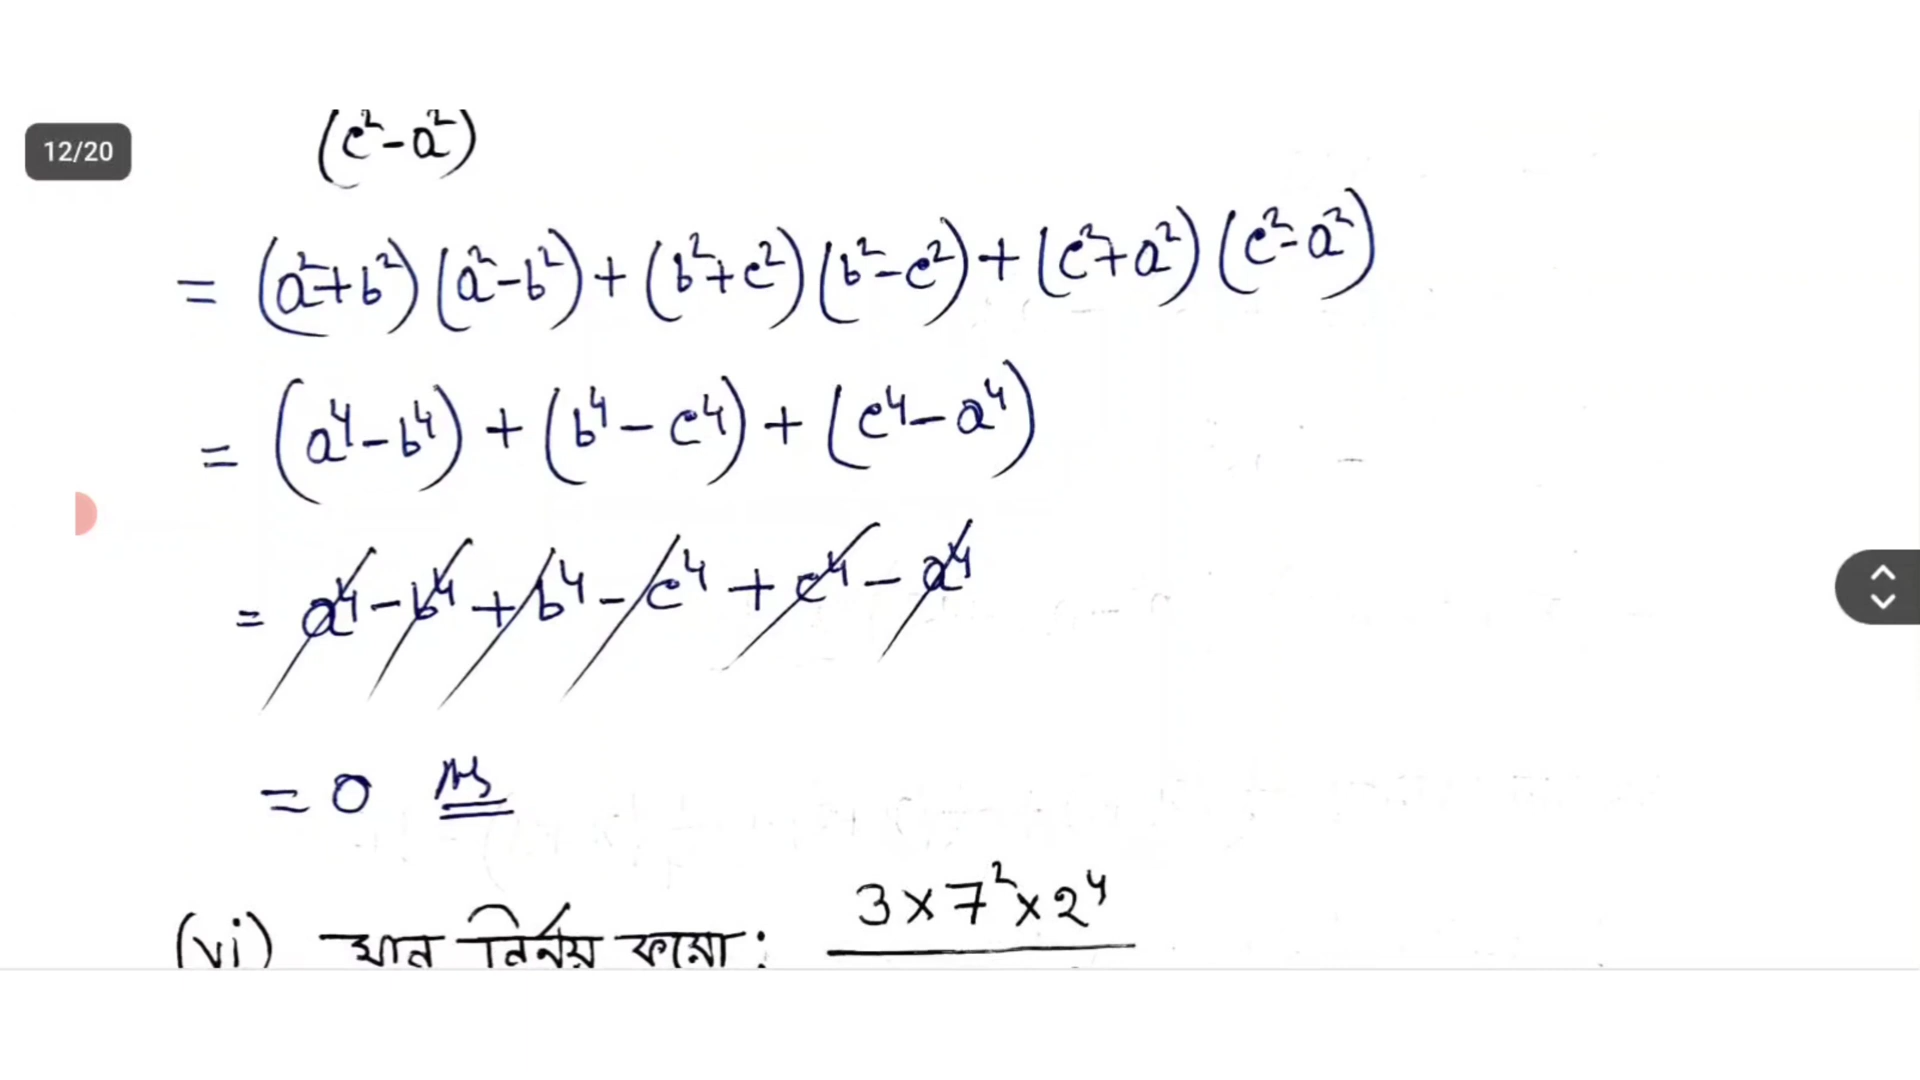 (c²-a²)
12/20
= (a²+b²)(a²-b²)+(b²+c²)(b²-c²)+(c²+a²)(c²-a²)
= (a⁴-b⁴)+(b⁴-c⁴)+(c⁴-a⁴)
= a⁴-b⁴+b⁴-c⁴+c⁴-a⁴
= 0 Ans
(vi) মান নির্নয় করো: 3×7²×2⁴